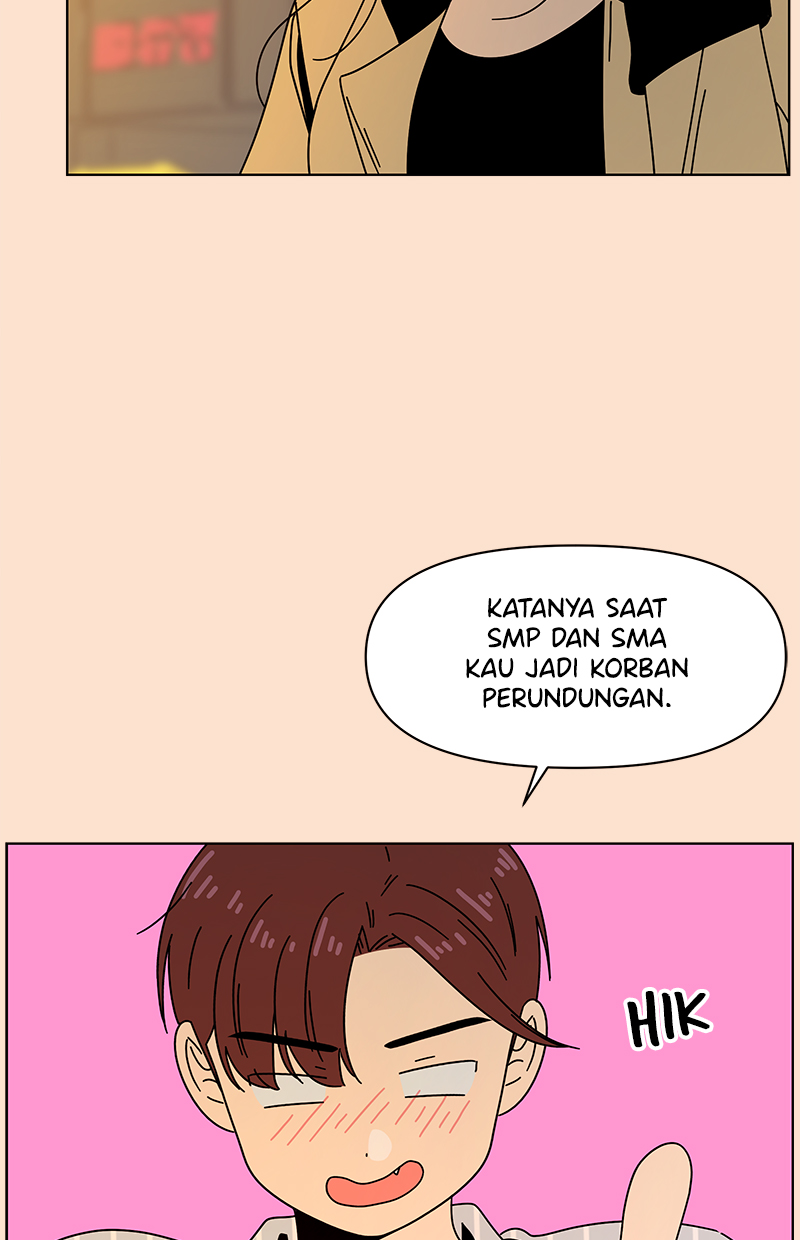 KATANYA SAAT
SMP DAN SMA
KAU JADI KORBAN
PERUNDUNGAN.
HIK